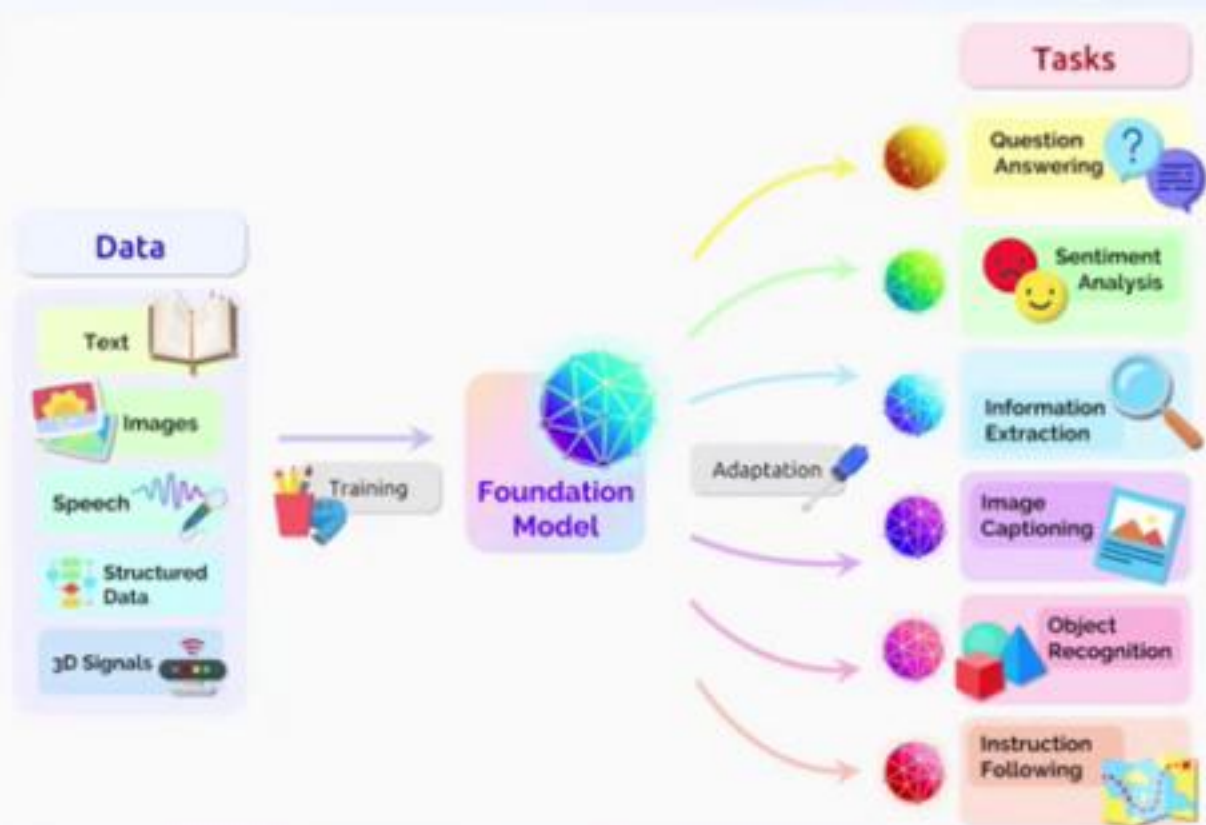 Data
Text
Images
Speech
Structured
Data
3D Signals
Training
Foundation
Model
Adaptation
Tasks
Question
Answering
?
Sentiment
Analysis
Information
Extraction
Image
Captioning
Object
Recognition
Instruction
Following